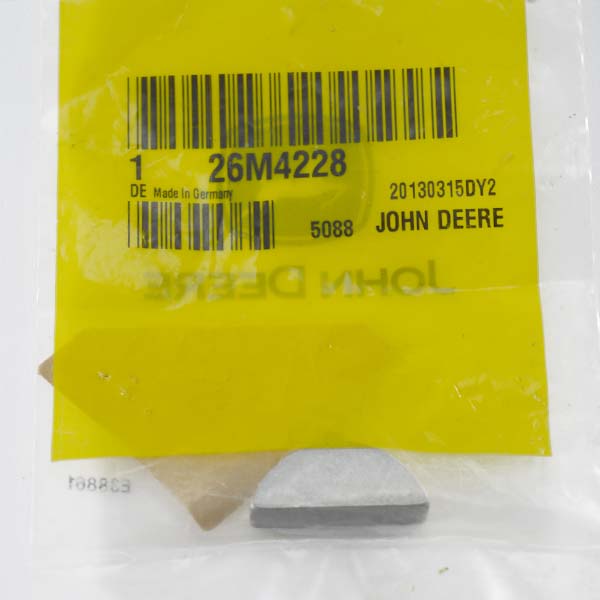 1 26M4228
DE Made In Germany 20130315DY2
5088 JOHN DEERE
JOHN DEERE
E38861